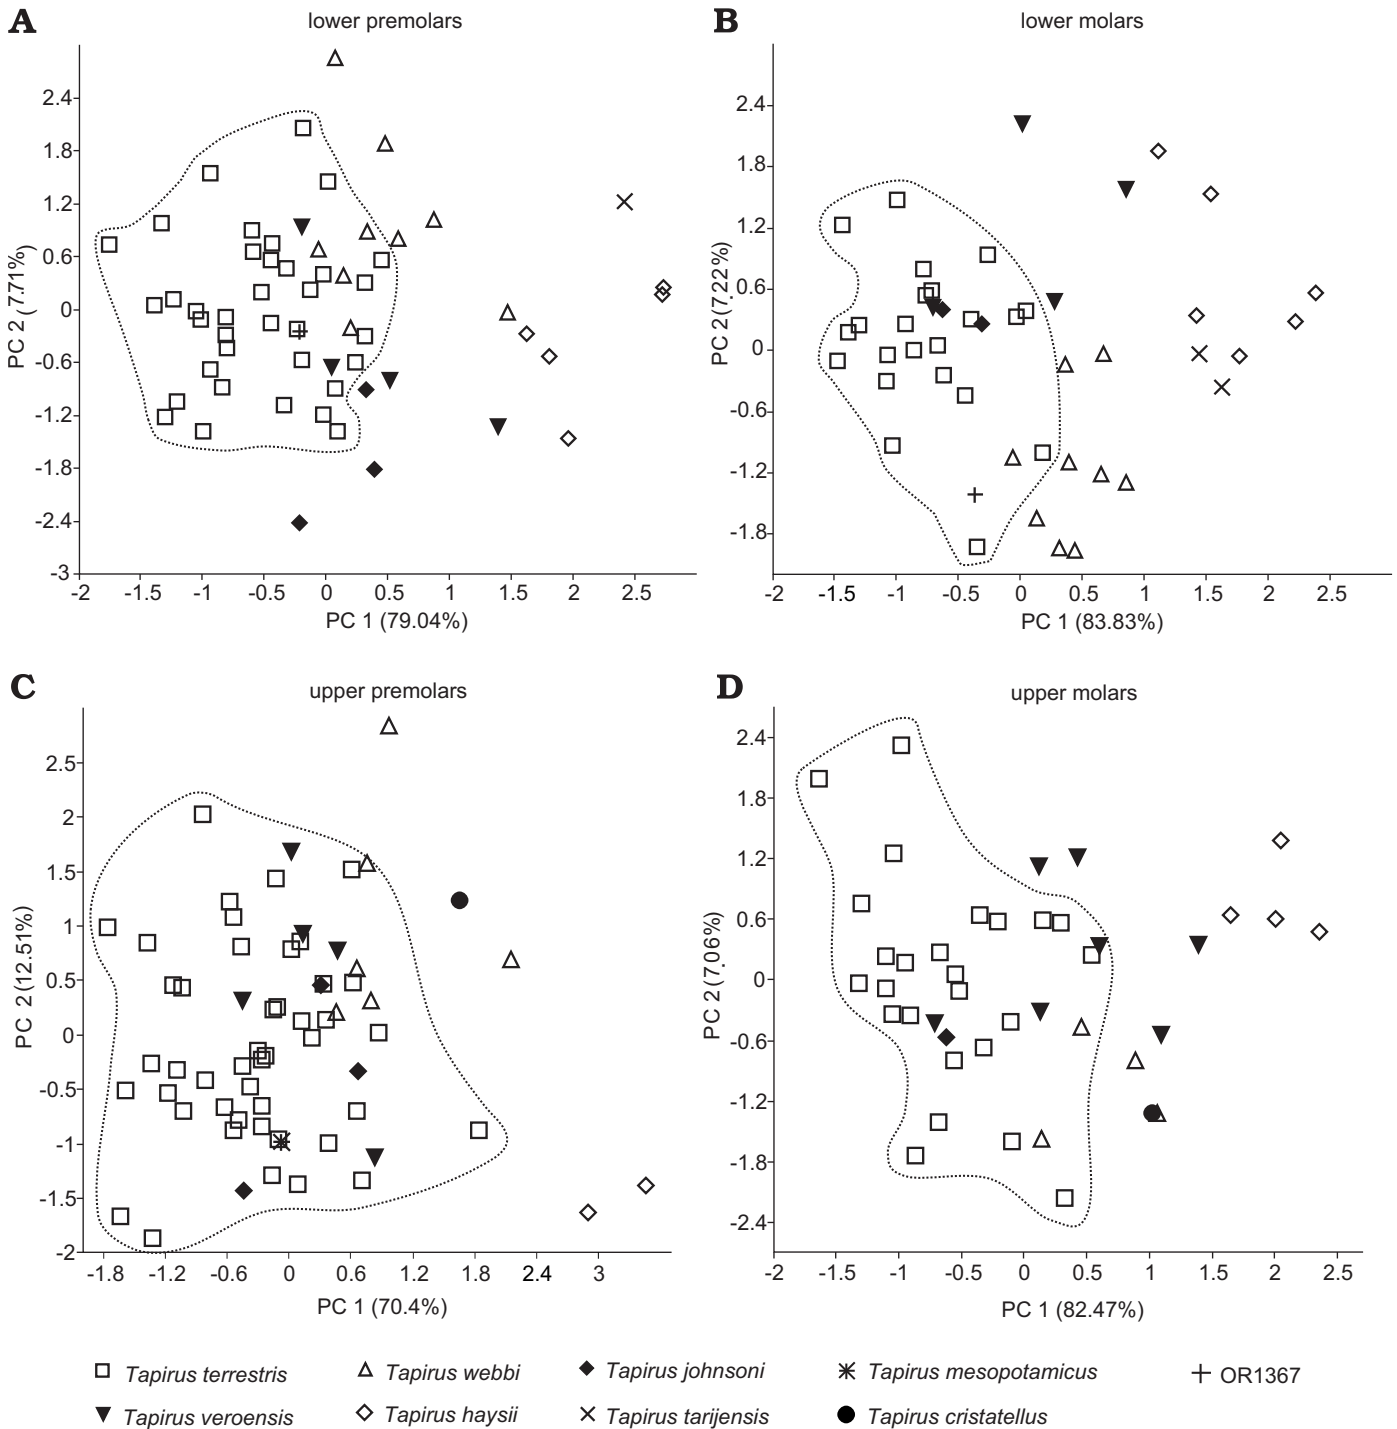 A
lower premolars
2.4
1.8
1.2
0.6
0
-0.6
-1.2
-1.8
-2.4
-3
PC 2 (7.71%)
-2 -1.5 -1 -0.5 0 0.5 1 1.5 2 2.5
PC 1 (79.04%)
B
lower molars
2.4
1.8
1.2
0.6
0
-0.6
-1.2
-1.8
PC 2 (7.22%)
-2 -1.5 -1 -0.5 0 0.5 1 1.5 2 2.5
PC 1 (83.83%)
C
upper premolars
2.5
2
1.5
1
0.5
0
-0.5
-1
-1.5
-2
PC 2 (12.51%)
-1.8 -1.2 -0.6 0 0.6 1.2 1.8 2.4 3
PC 1 (70.4%)
D
upper molars
2.4
1.8
1.2
0.6
0
-0.6
-1.2
-1.8
-2.4
PC 2 (7.06%)
-2 -1.5 -1 -0.5 0 0.5 1 1.5 2 2.5
PC 1 (82.47%)
Tapirus terrestris Tapirus webbi Tapirus johnsoni Tapirus mesopotamicus OR1367
Tapirus veroensis Tapirus haysii Tapirus tarijensis Tapirus cristatellus